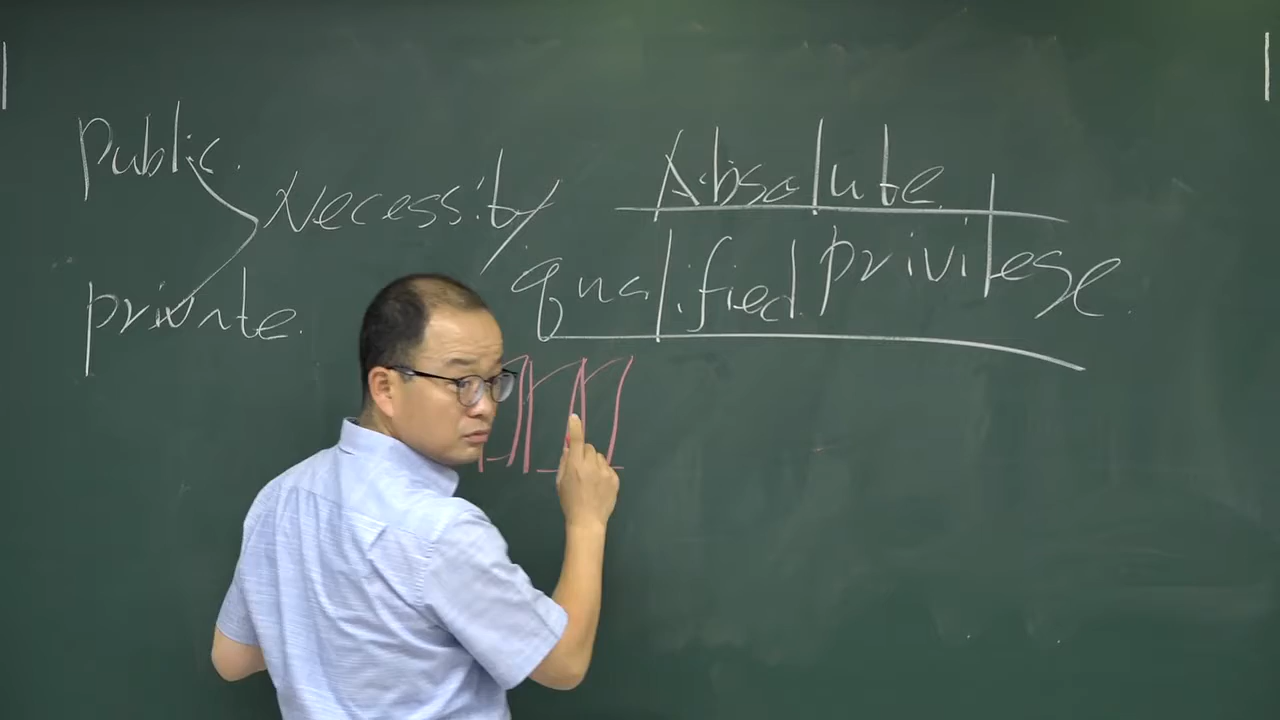 Public.
Necessity
Absolute.
private.
qualified privilege.